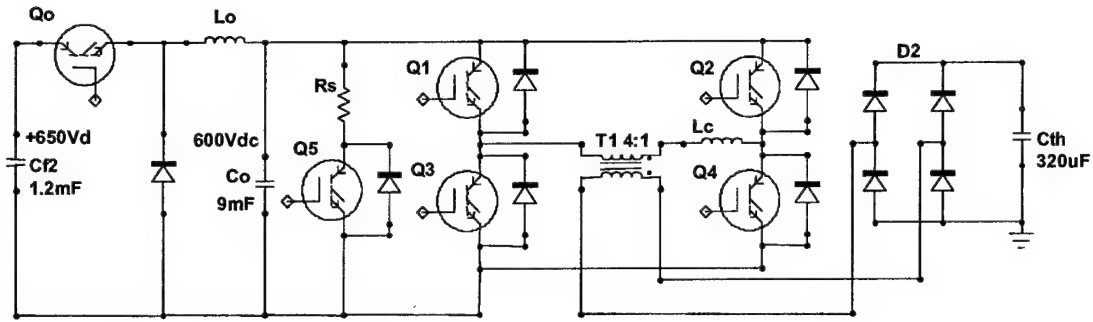 Qo
Lo
Q1
Q2
D2
Rs
Lc
T1 4:1
+650Vd
600Vdc
Q5
Q3
Q4
Cth
320uF
Cf2
1.2mF
Co
9mF